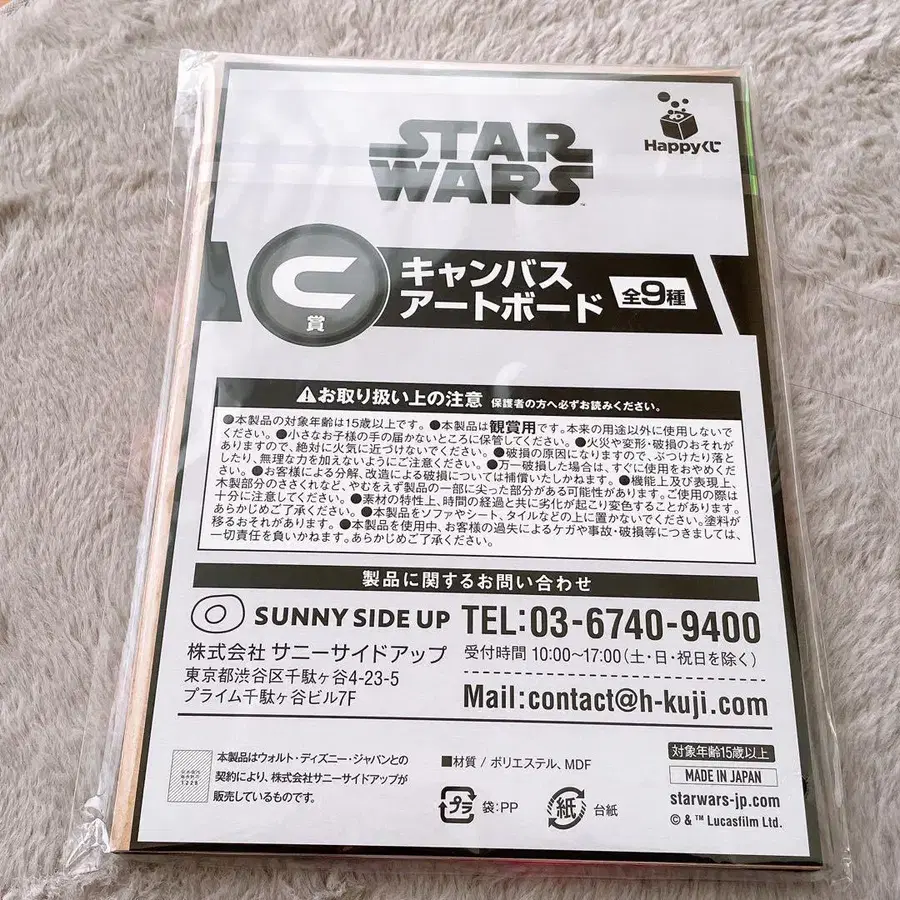 STAR
WARS
™
Happyくじ
C
賞
キャンバス
アートボード
全9種
お取り扱い上の注意 保護者の方へ必ずお読みください。
●本製品の対象年齢は15歳以上です。●本製品は観賞用です。本来の用途以外に使用しないで
ください。●小さなお子様の手の届かないところに保管してください。●火災や変形・破損のおそれが
ありますので、絶対に火気に近づけないでください。●破損の原因になりますので、ぶつけたり落と
したり、無理な力を加えないようにご注意ください。●万一破損した場合は、すぐに使用をおやめくだ
さい。●お客様による分解、改造による破損については補償いたしかねます。●機能上及び表現上、
木製部分のささくれなど、やむをえず製品の一部に尖った部分がある可能性があります。ご使用の際は
十分に注意してください。●素材の特性上、時間の経過と共に劣化が起こり変色することがあります。
あらかじめご了承ください。●本製品をソファやシート、タイルなどの上に置かないでください。塗料が
移るおそれがあります。●本製品を使用中、お客様の過失によるケガや事故・破損等につきましては、
一切責任を負いかねます。あらかじめご了承ください。
製品に関するお問い合わせ
SUNNY SIDE UP
TEL:03-6740-9400
株式会社 サニーサイドアップ
受付時間 10:00〜17:00(土・日・祝日を除く)
東京都渋谷区千駄ヶ谷4-23-5
プライム千駄ヶ谷ビル7F
Mail:contact@h-kuji.com
本製品はウォルト・ディズニー・ジャパンとの
契約により、株式会社サニーサイドアップが
販売しているものです。
■材質 / ポリエステル、MDF
プラ
袋:PP
紙
台紙
対象年齢15歳以上
MADE IN JAPAN
starwars-jp.com
© & ™ Lucasfilm Ltd.